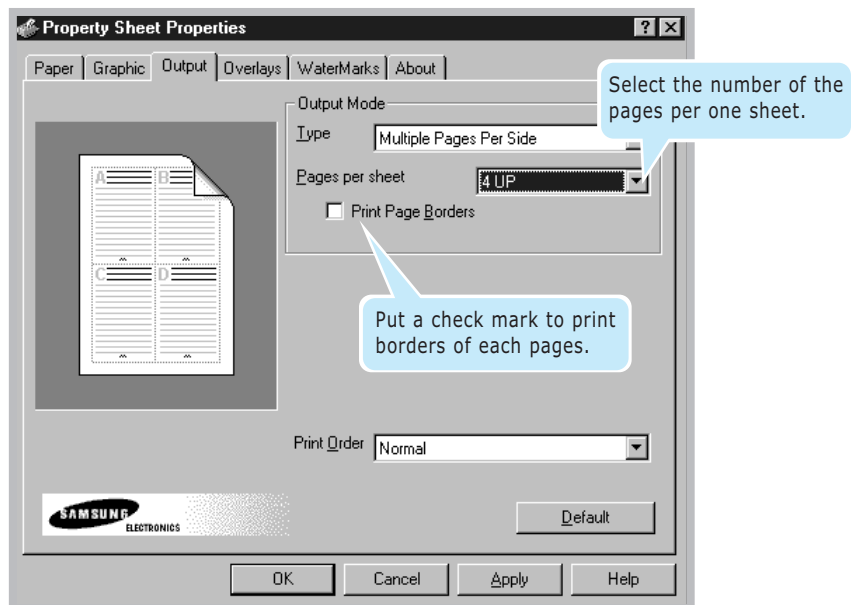 Property Sheet Properties
Paper Graphic Output Overlays WaterMarks About
Select the number of the
pages per one sheet.
Output Mode
Type Multiple Pages Per Side
Pages per sheet 4 UP
Print Page Borders
A B
C D
Put a check mark to print
borders of each pages.
Print Order Normal
SAMSUNG
ELECTRONICS
Default
OK Cancel Apply Help